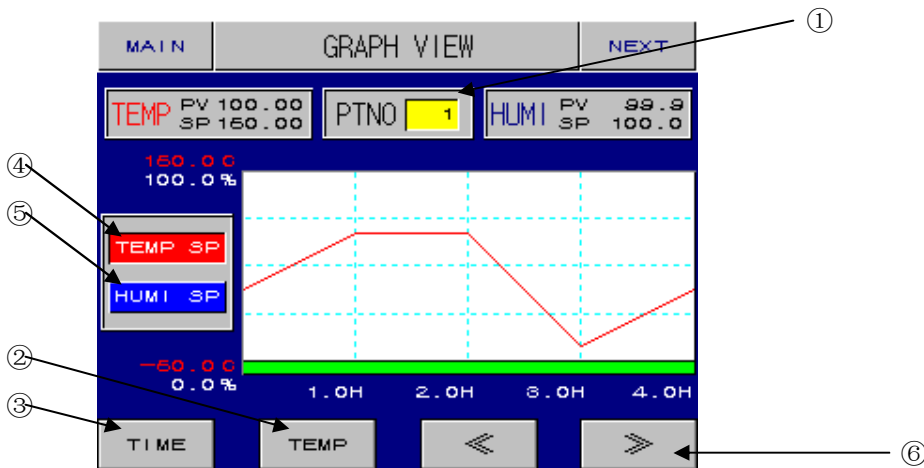 ①
MAIN GRAPH VIEW NEXT
TEMP PV 100.00 PTNO 1 HUMI PV 99.9
SP 150.00 SP 100.0
④
150.0 C
100.0 %
⑤
TEMP SP
HUMI SP
②
-50.0 C
0.0 %
1.0H 2.0H 3.0H 4.0H
③
TIME TEMP ≪ ≫
⑥